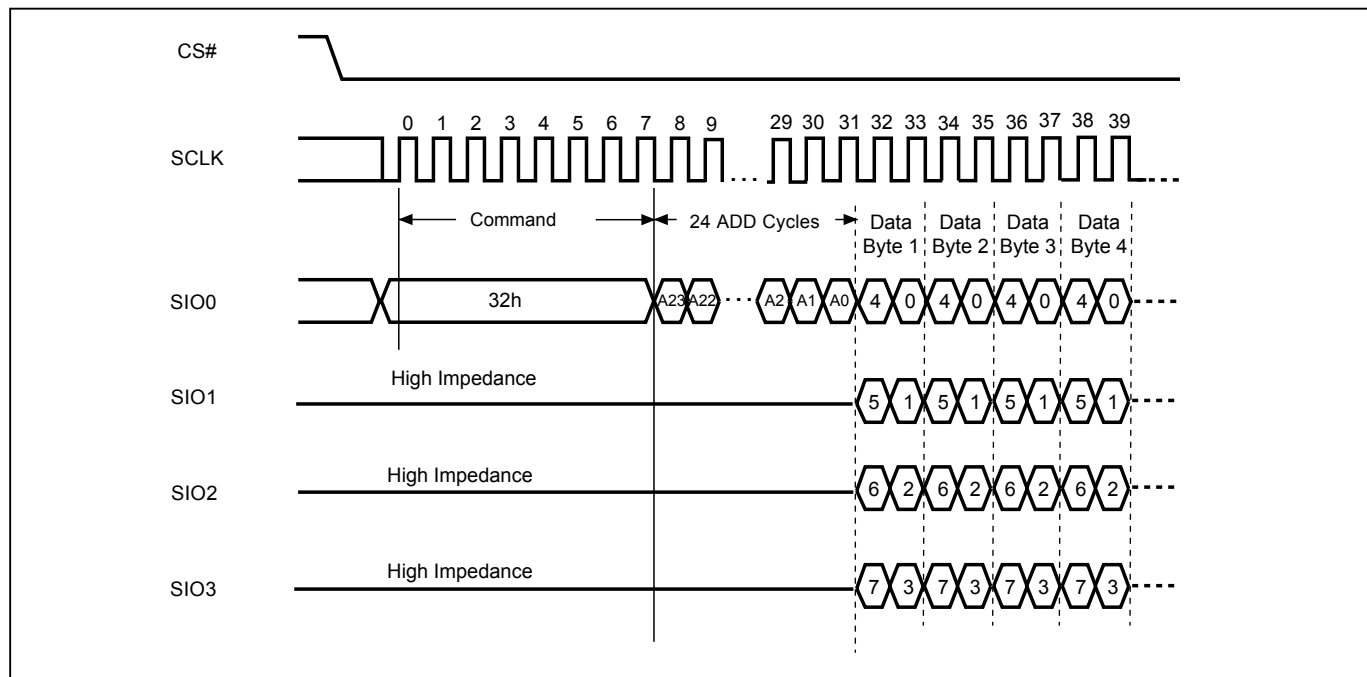 CS#
0 1 2 3 4 5 6 7 8 9 29 30 31 32 33 34 35 36 37 38 39
SCLK
Command 24 ADD Cycles Data Data Data Data
Byte 1 Byte 2 Byte 3 Byte 4
SIO0 32h A23 A22 A2 A1 A0 4 0 4 0 4 0 4 0
High Impedance
SIO1 5 1 5 1 5 1 5 1
High Impedance
SIO2 6 2 6 2 6 2 6 2
High Impedance
SIO3 7 3 7 3 7 3 7 3